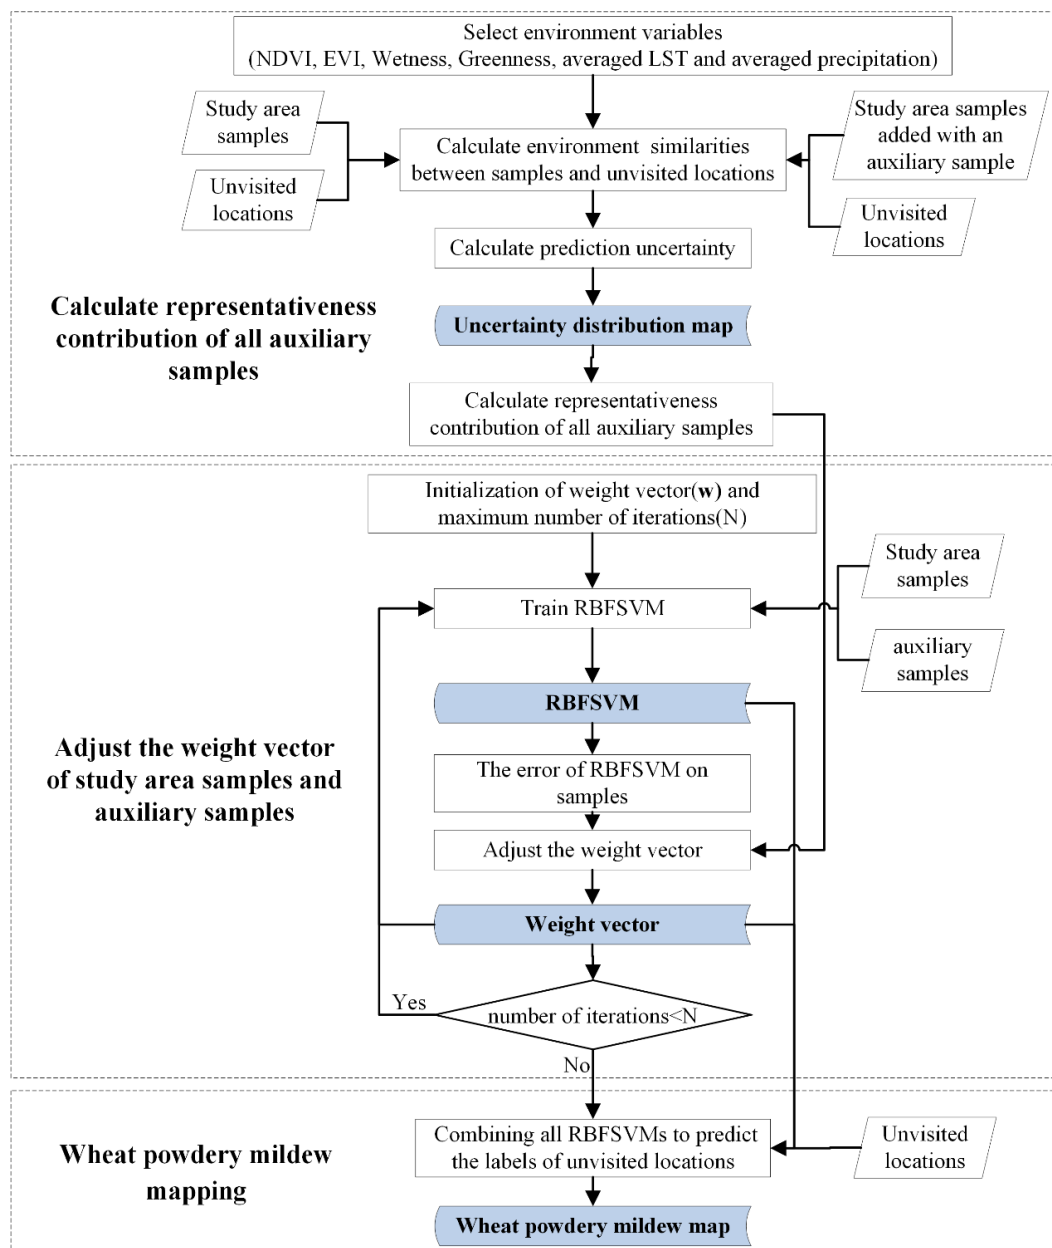 Select environment variables
(NDVI, EVI, Wetness, Greenness, averaged LST and averaged precipitation)
Study area
samples
Unvisited
locations
Calculate environment similarities
between samples and unvisited locations
Study area samples
added with an
auxiliary sample
Unvisited
locations
Calculate prediction uncertainty
Calculate representativeness
contribution of all auxiliary
samples
Uncertainty distribution map
Calculate representativeness
contribution of all auxiliary samples
Initialization of weight vector(w) and
maximum number of iterations(N)
Study area
samples
Train RBFSVM
auxiliary
samples
RBFSVM
Adjust the weight vector
of study area samples and
auxiliary samples
The error of RBFSVM on
samples
Adjust the weight vector
Weight vector
Yes
number of iterations<N
No
Wheat powdery mildew
mapping
Combining all RBFSVMs to predict
the labels of unvisited locations
Unvisited
locations
Wheat powdery mildew map